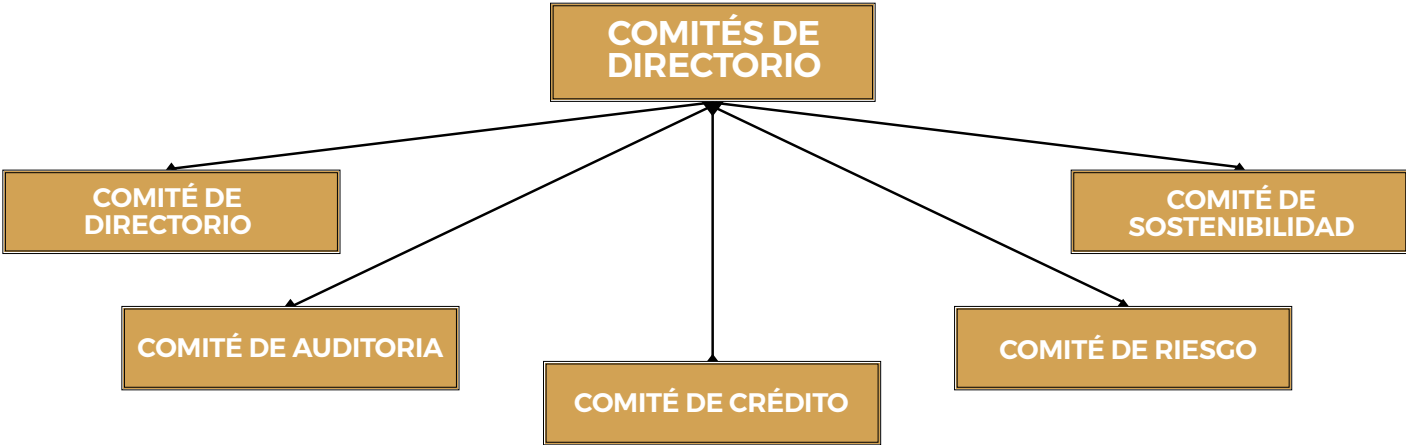 COMITÉS DE
DIRECTORIO
COMITÉ DE
DIRECTORIO
COMITÉ DE
SOSTENIBILIDAD
COMITÉ DE AUDITORIA
COMITÉ DE RIESGO
COMITÉ DE CRÉDITO